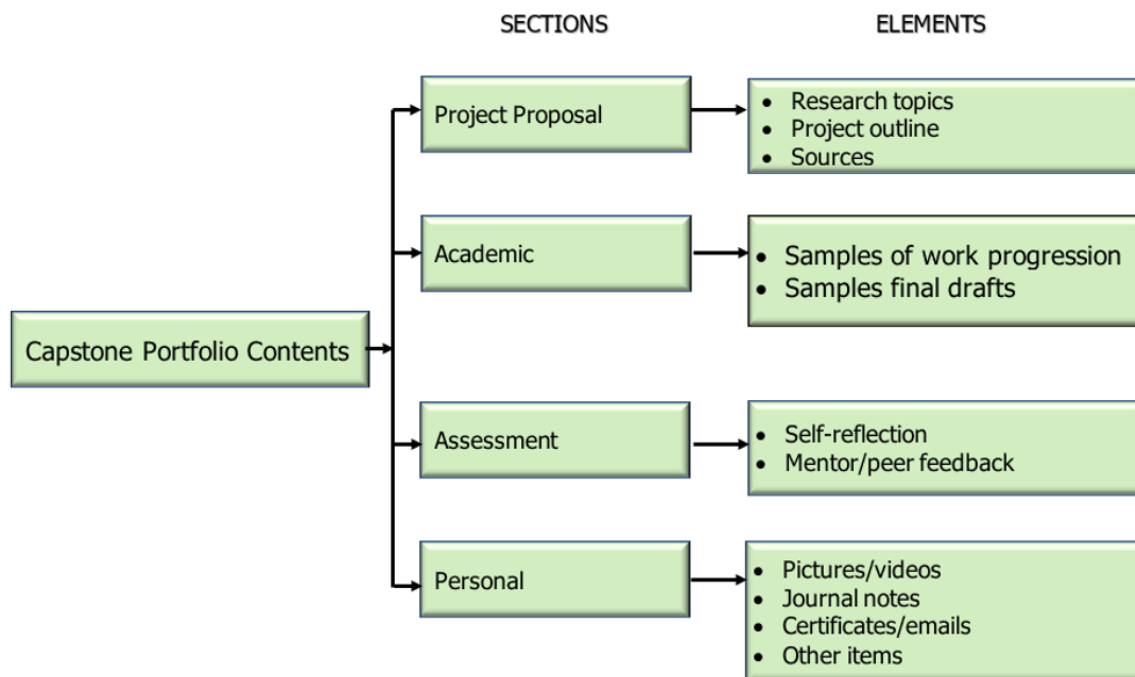 SECTIONS
ELEMENTS
Project Proposal
• Research topics
• Project outline
• Sources
Academic
• Samples of work progression
• Samples final drafts
Capstone Portfolio Contents
Assessment
• Self-reflection
• Mentor/peer feedback
Personal
• Pictures/videos
• Journal notes
• Certificates/emails
• Other items